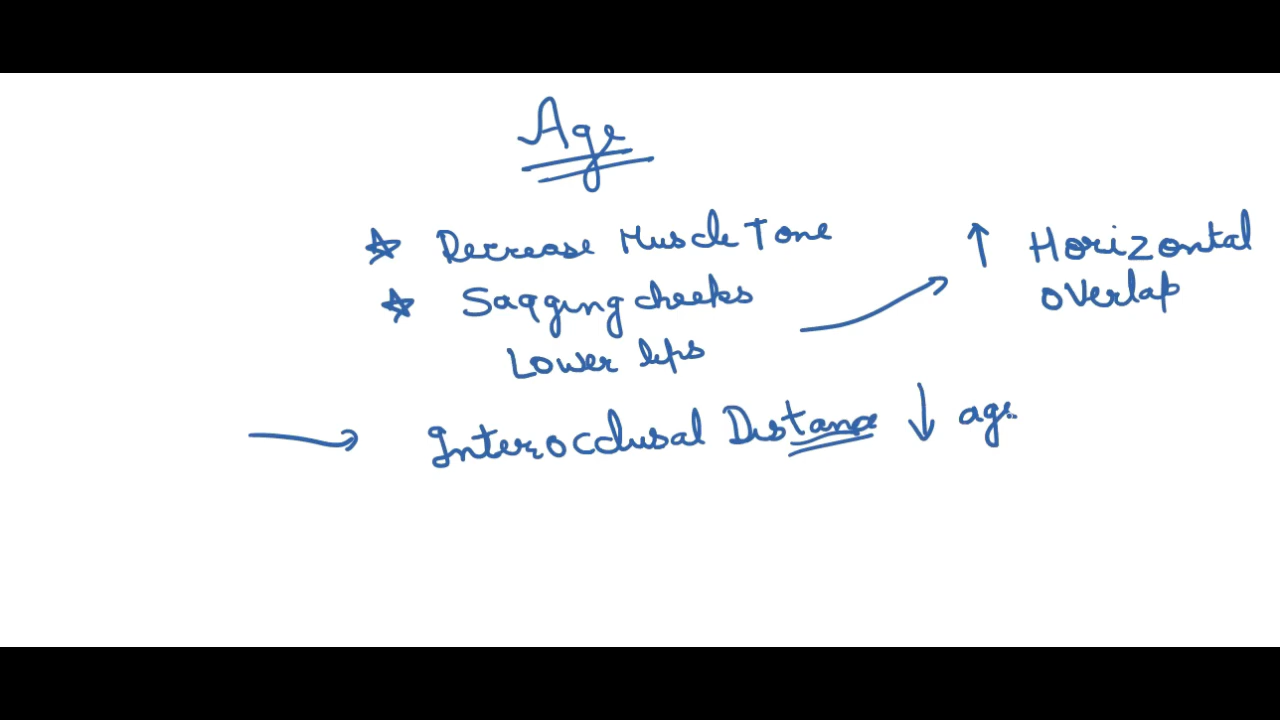 Age
☆ Decrease Muscle Tone
☆ Sagging cheeks
Lower lips
↑ Horizontal
overlap
→ Interocclusal Distance ↓ age